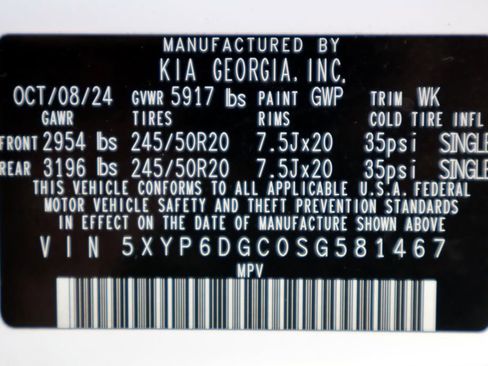 MANUFACTURED BY
KIA GEORGIA, INC.
OCT/08/24 GVWR 5917 lbs PAINT GWP TRIM WK
GAWR TIRES RIMS COLD TIRE INFL
FRONT 2954 lbs 245/50R20 7.5Jx20 35psi SINGLE
REAR 3196 lbs 245/50R20 7.5Jx20 35psi SINGLE
THIS VEHICLE CONFORMS TO ALL APPLICABLE U.S.A. FEDERAL
MOTOR VEHICLE SAFETY AND THEFT PREVENTION STANDARDS
IN EFFECT ON THE DATE OF MANUFACTURE SHOWN ABOVE
VIN 5XYP6DGC0SG581467
MPV